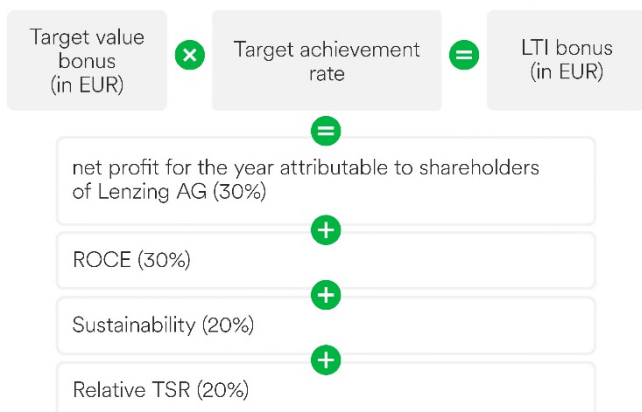 Target value
bonus
(in EUR)
×
Target achievement
rate
=
LTI bonus
(in EUR)
=
net profit for the year attributable to shareholders
of Lenzing AG (30%)
+
ROCE (30%)
+
Sustainability (20%)
+
Relative TSR (20%)